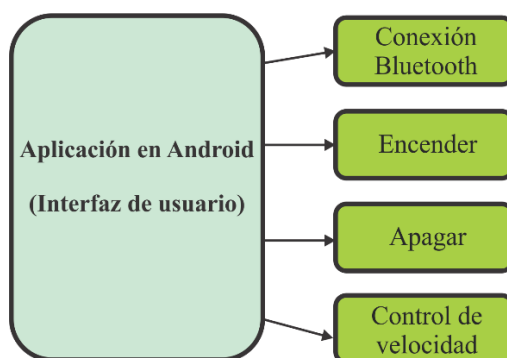 Aplicación en Android
(Interfaz de usuario)
Conexión
Bluetooth
Encender
Apagar
Control de
velocidad